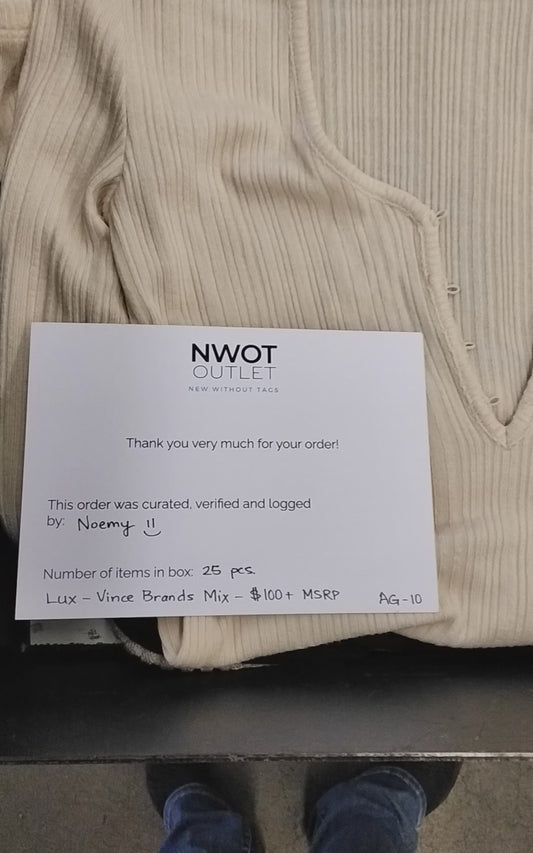 NWOT
OUTLET
NEW WITHOUT TAGS
Thank you very much for your order!
This order was curated, verified and logged
by: Noemy
Number of items in box: 25 pcs.
Lux - Vince Brands Mix - $100+ MSRP AG-10